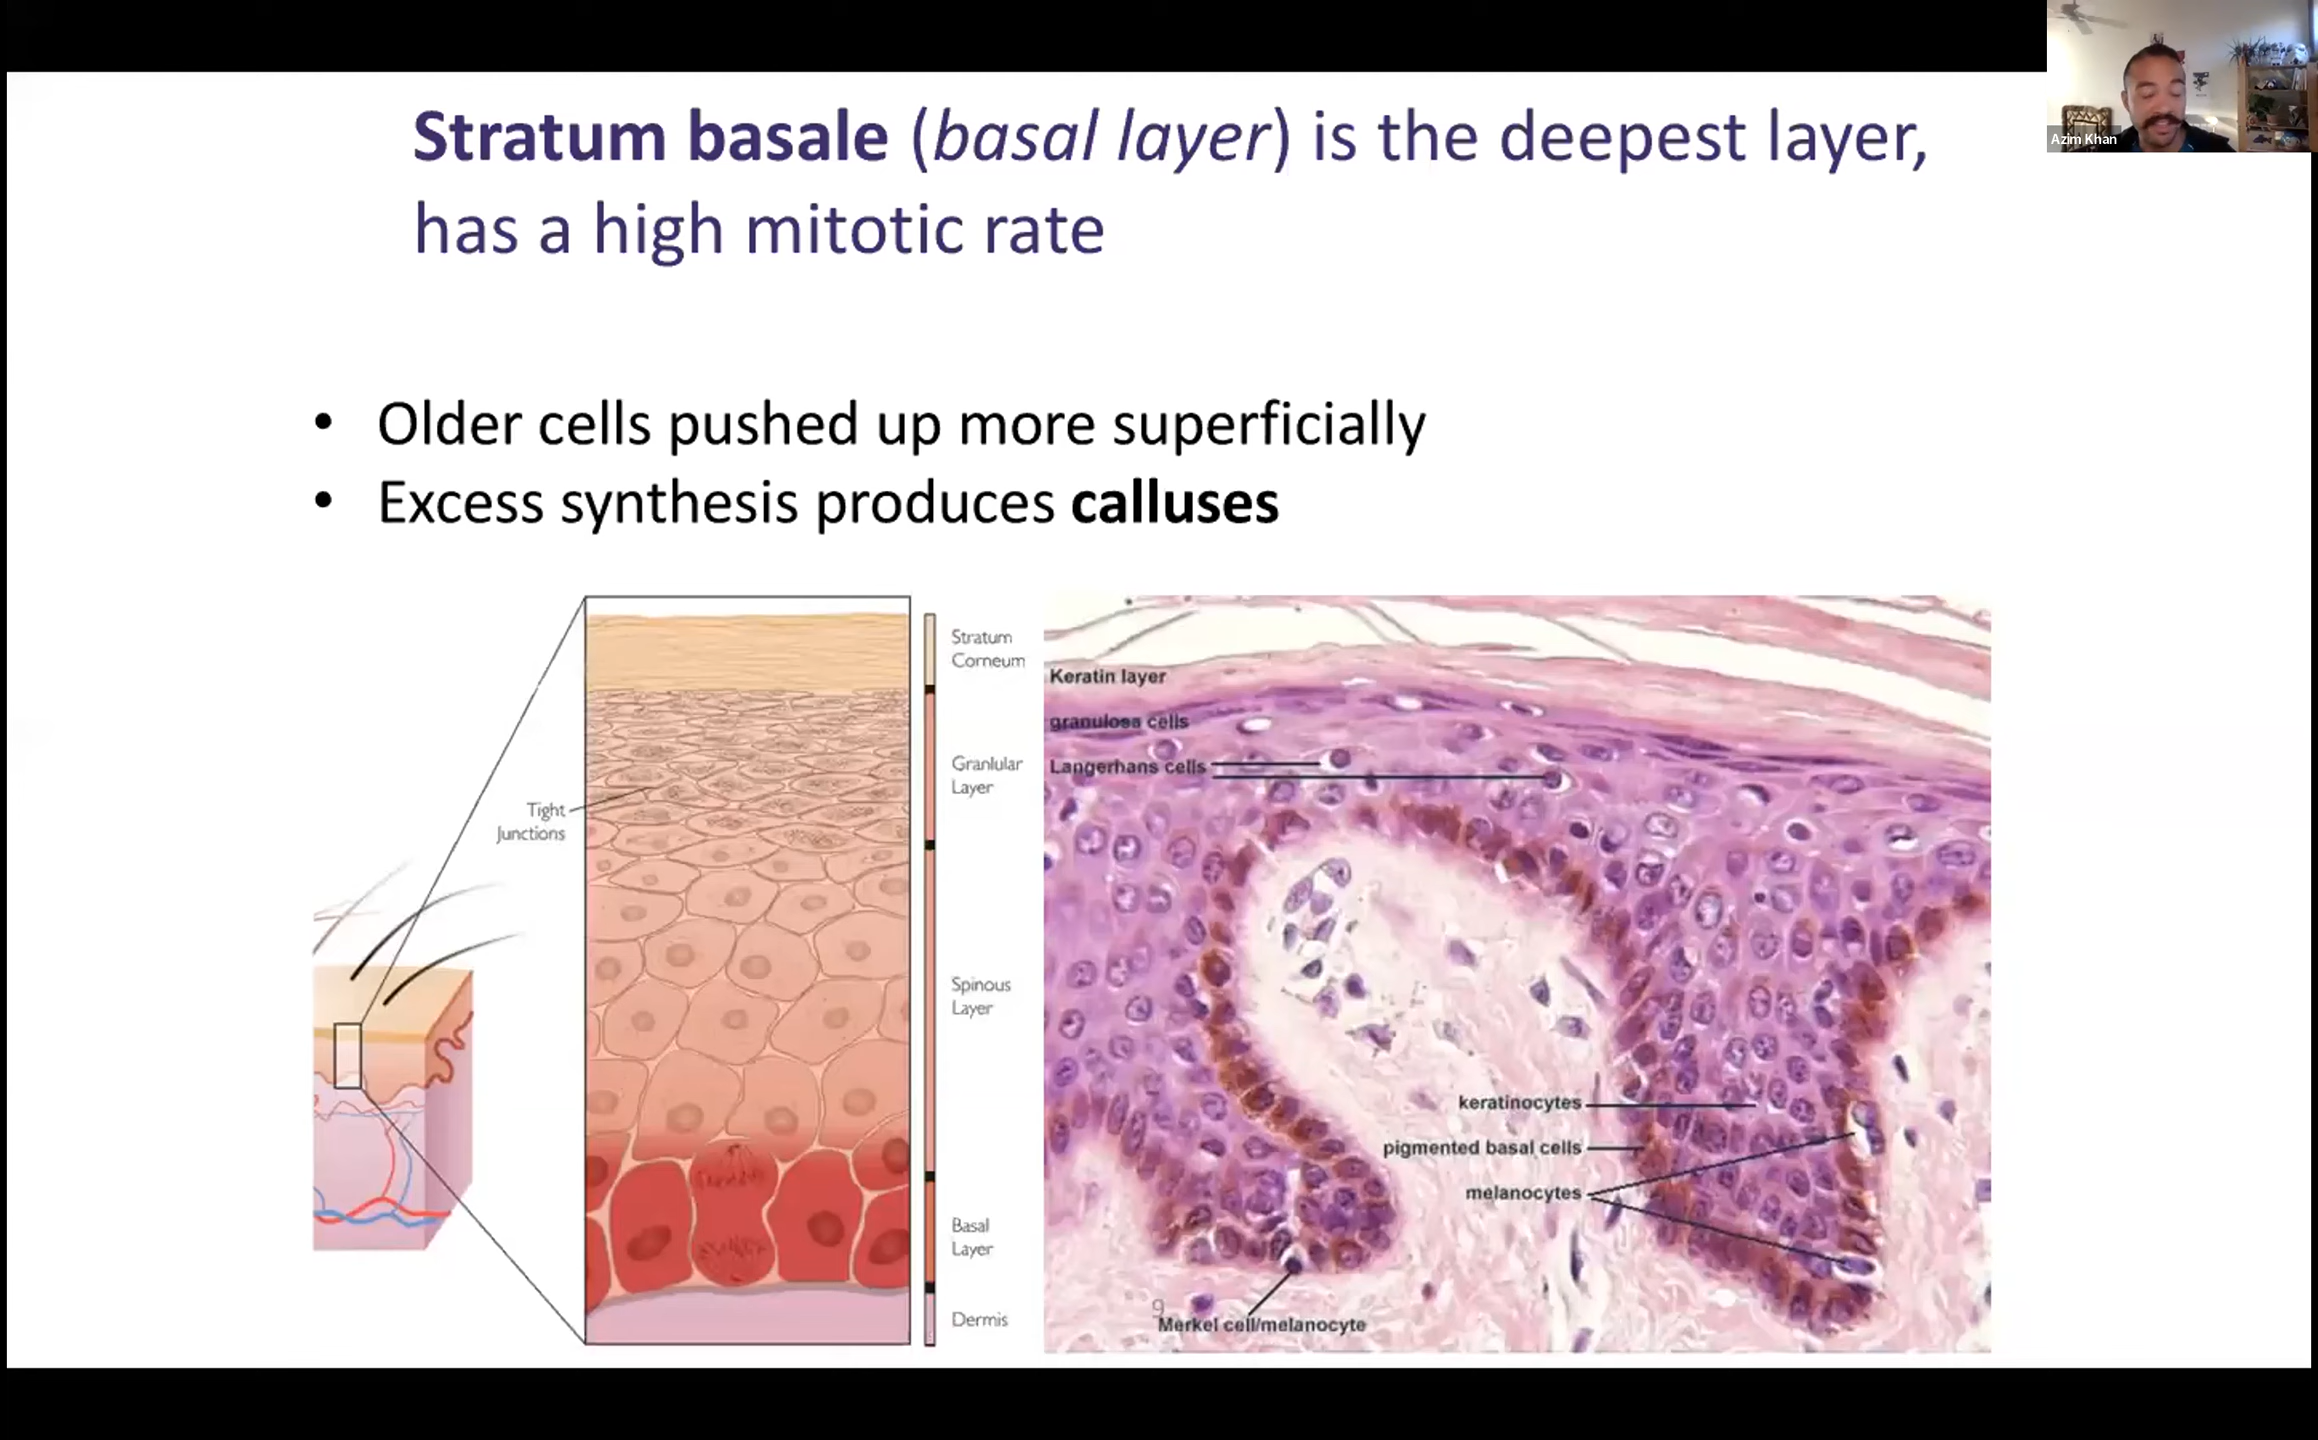 Azim Khan
Stratum basale (basal layer) is the deepest layer,
has a high mitotic rate
• Older cells pushed up more superficially
• Excess synthesis produces calluses
Stratum
Corneum
Granlular
Layer
Tight
Junctions
Spinous
Layer
Basal
Layer
Dermis
Keratin layer
granulosa cells
Langerhans cells
keratinocytes
pigmented basal cells
melanocytes
9
Merkel cell/melanocyte